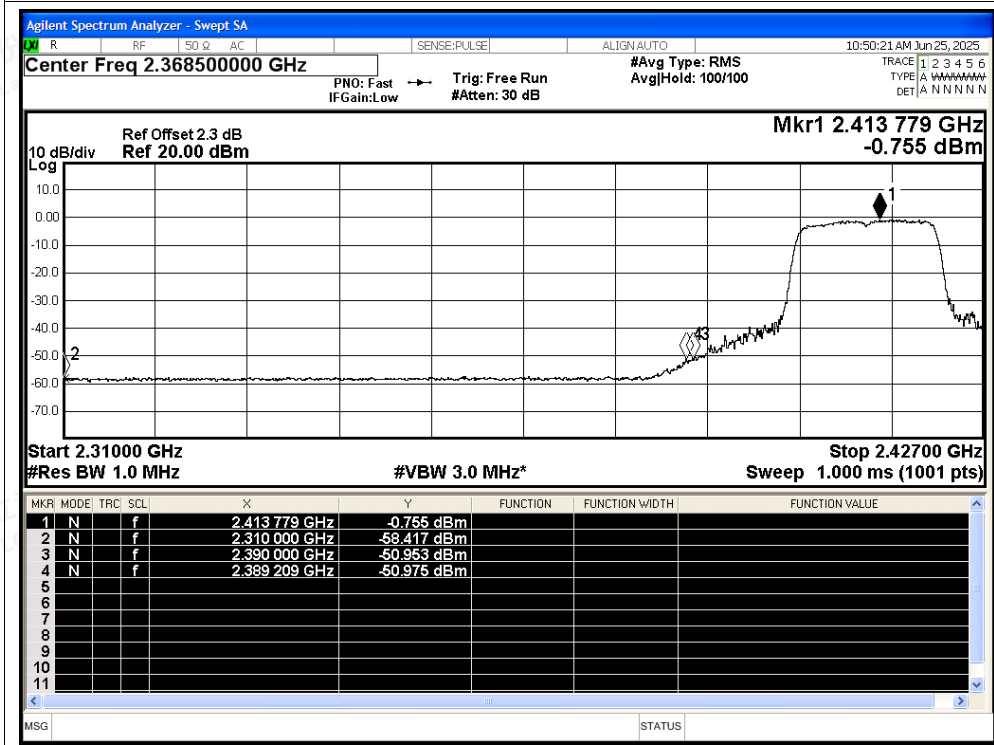 Agilent Spectrum Analyzer - Swept SA
LXI R RF 50 Ω AC SENSE:PULSE ALIGN AUTO 10:50:21 AM Jun 25, 2025
Center Freq 2.368500000 GHz #Avg Type: RMS TRACE 1 2 3 4 5 6
PNO: Fast Trig: Free Run Avg|Hold: 100/100 TYPE A
IFGain:Low #Atten: 30 dB DET A N N N N N
Mkr1 2.413 779 GHz
Ref Offset 2.3 dB
10 dB/div Ref 20.00 dBm -0.755 dBm
Log
10.0
1
0.00
-10.0
-20.0
-30.0
-40.0
43
-50.0
2
-60.0
-70.0
Start 2.31000 GHz Stop 2.42700 GHz
#Res BW 1.0 MHz #VBW 3.0 MHz* Sweep 1.000 ms (1001 pts)
MKR MODE TRC SCL X Y FUNCTION FUNCTION WIDTH FUNCTION VALUE
1 N f 2.413 779 GHz -0.755 dBm
2 N f 2.310 000 GHz -58.417 dBm
3 N f 2.390 000 GHz -50.953 dBm
4 N f 2.389 209 GHz -50.975 dBm
5
6
7
8
9
10
11
MSG STATUS